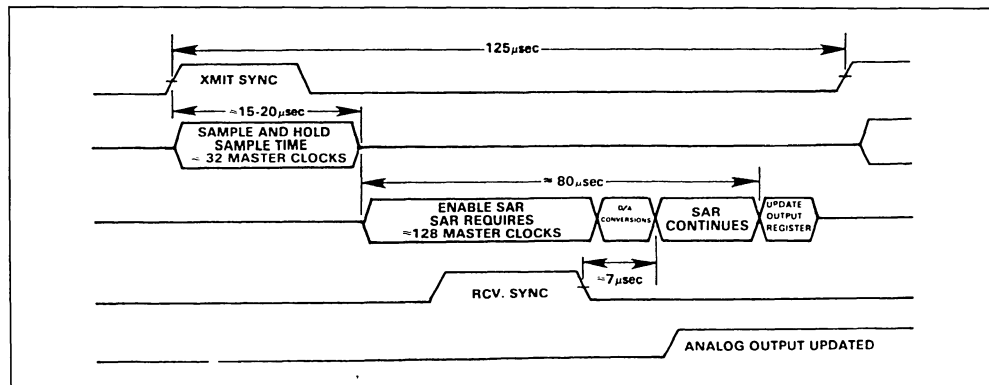 125μsec
XMIT SYNC
≈15-20μsec
SAMPLE AND HOLD
SAMPLE TIME
≈ 32 MASTER CLOCKS
≈ 80μsec
ENABLE SAR
SAR REQUIRES
≈128 MASTER CLOCKS
D/A
CONVERSIONS
SAR
CONTINUES
UPDATE
OUTPUT
REGISTER
≈7μsec
RCV. SYNC
ANALOG OUTPUT UPDATED